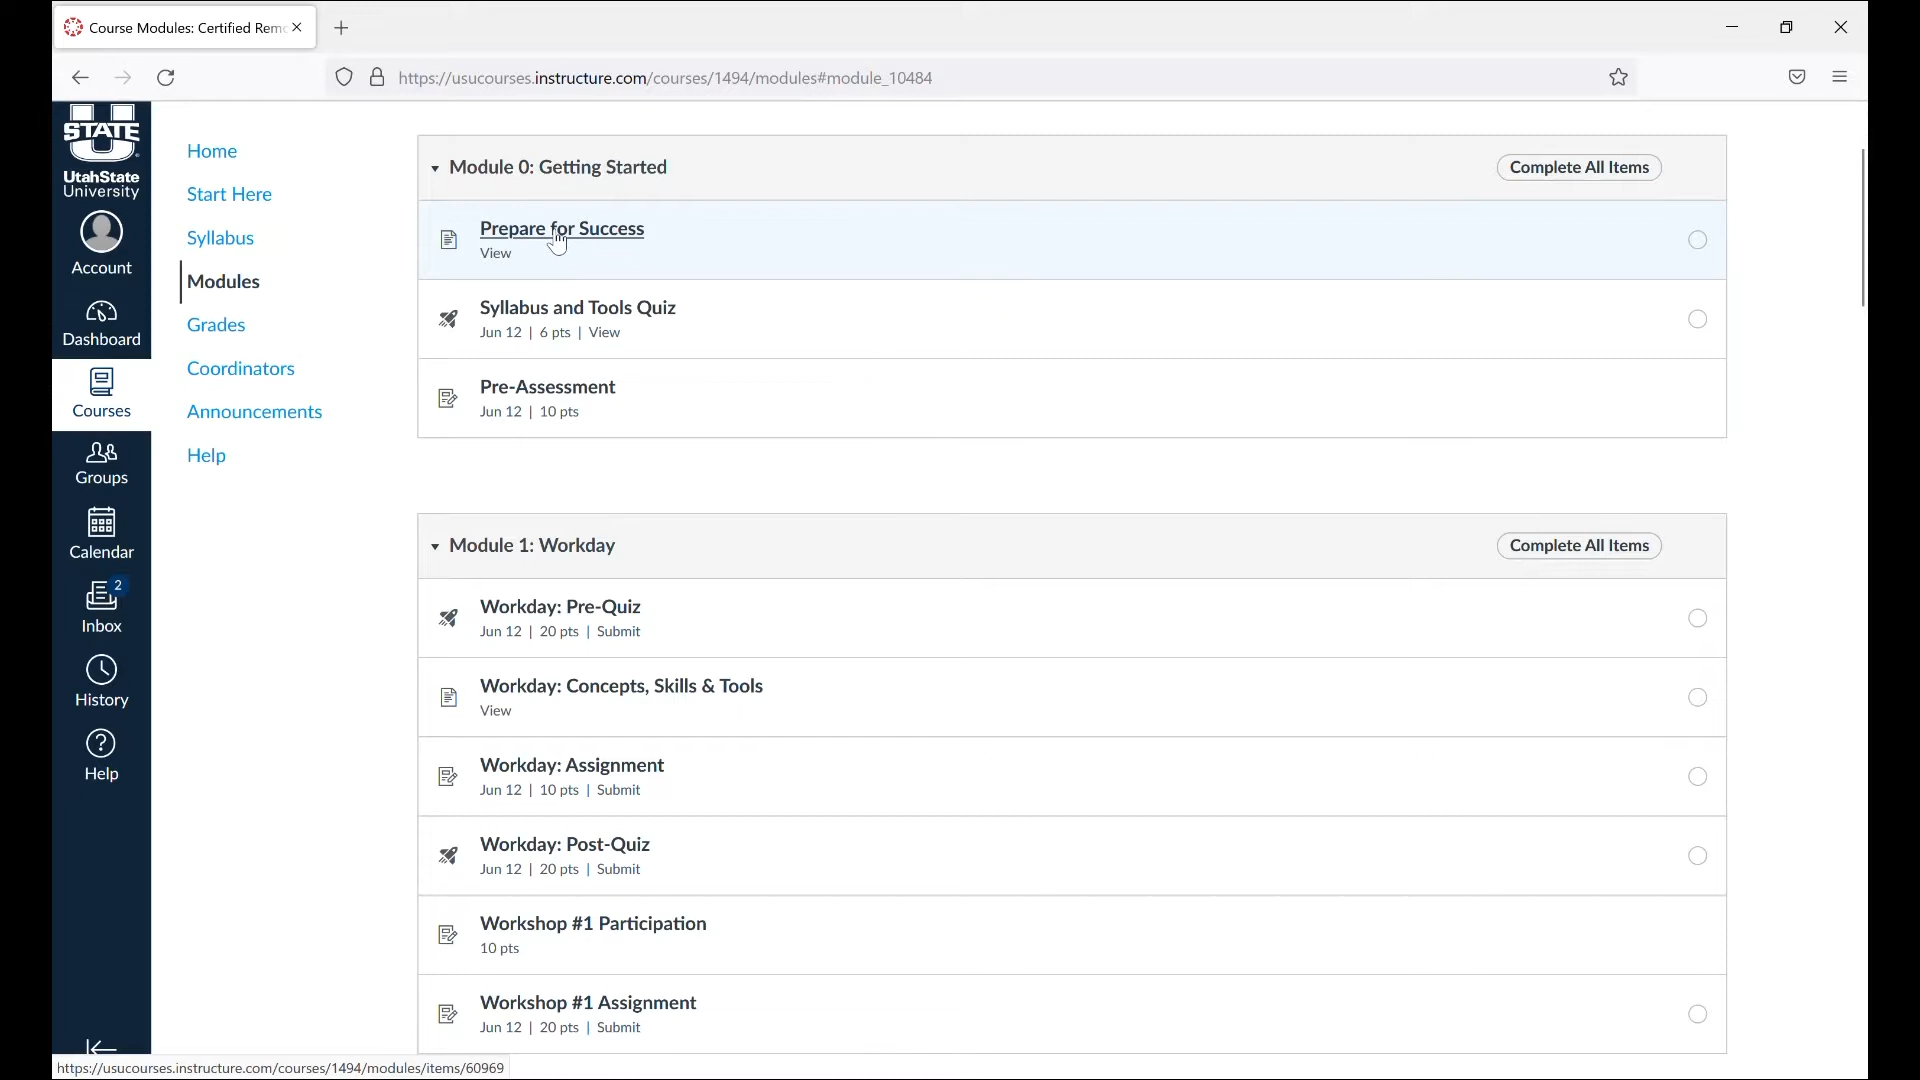 Course Modules: Certified Rem
https://usucourses.instructure.com/courses/1494/modules#module_10484
U
STATE
UtahState
University
Account
Dashboard
Courses
Groups
Calendar
2
Inbox
History
Help
Home
Start Here
Syllabus
Modules
Grades
Coordinators
Announcements
Help
Module 0: Getting Started
Complete All Items
Prepare for Success
View
Syllabus and Tools Quiz
Jun 12 | 6 pts | View
Pre-Assessment
Jun 12 | 10 pts
Module 1: Workday
Complete All Items
Workday: Pre-Quiz
Jun 12 | 20 pts | Submit
Workday: Concepts, Skills & Tools
View
Workday: Assignment
Jun 12 | 10 pts | Submit
Workday: Post-Quiz
Jun 12 | 20 pts | Submit
Workshop #1 Participation
10 pts
Workshop #1 Assignment
Jun 12 | 20 pts | Submit
https://usucourses.instructure.com/courses/1494/modules/items/60969